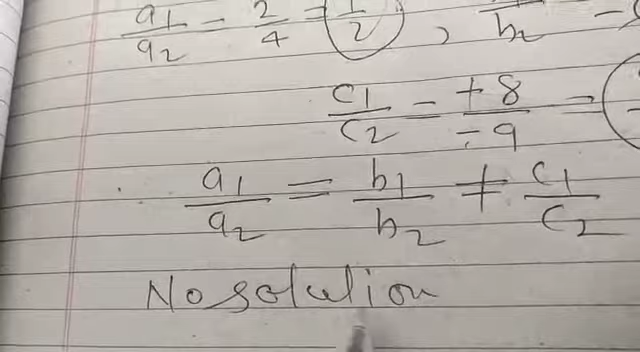 a1/a2 = 2/4 = 1/2 , b2
c1/c2 = +8/-9 =
a1/a2 = b1/b2 ≠ c1/c2
No solution